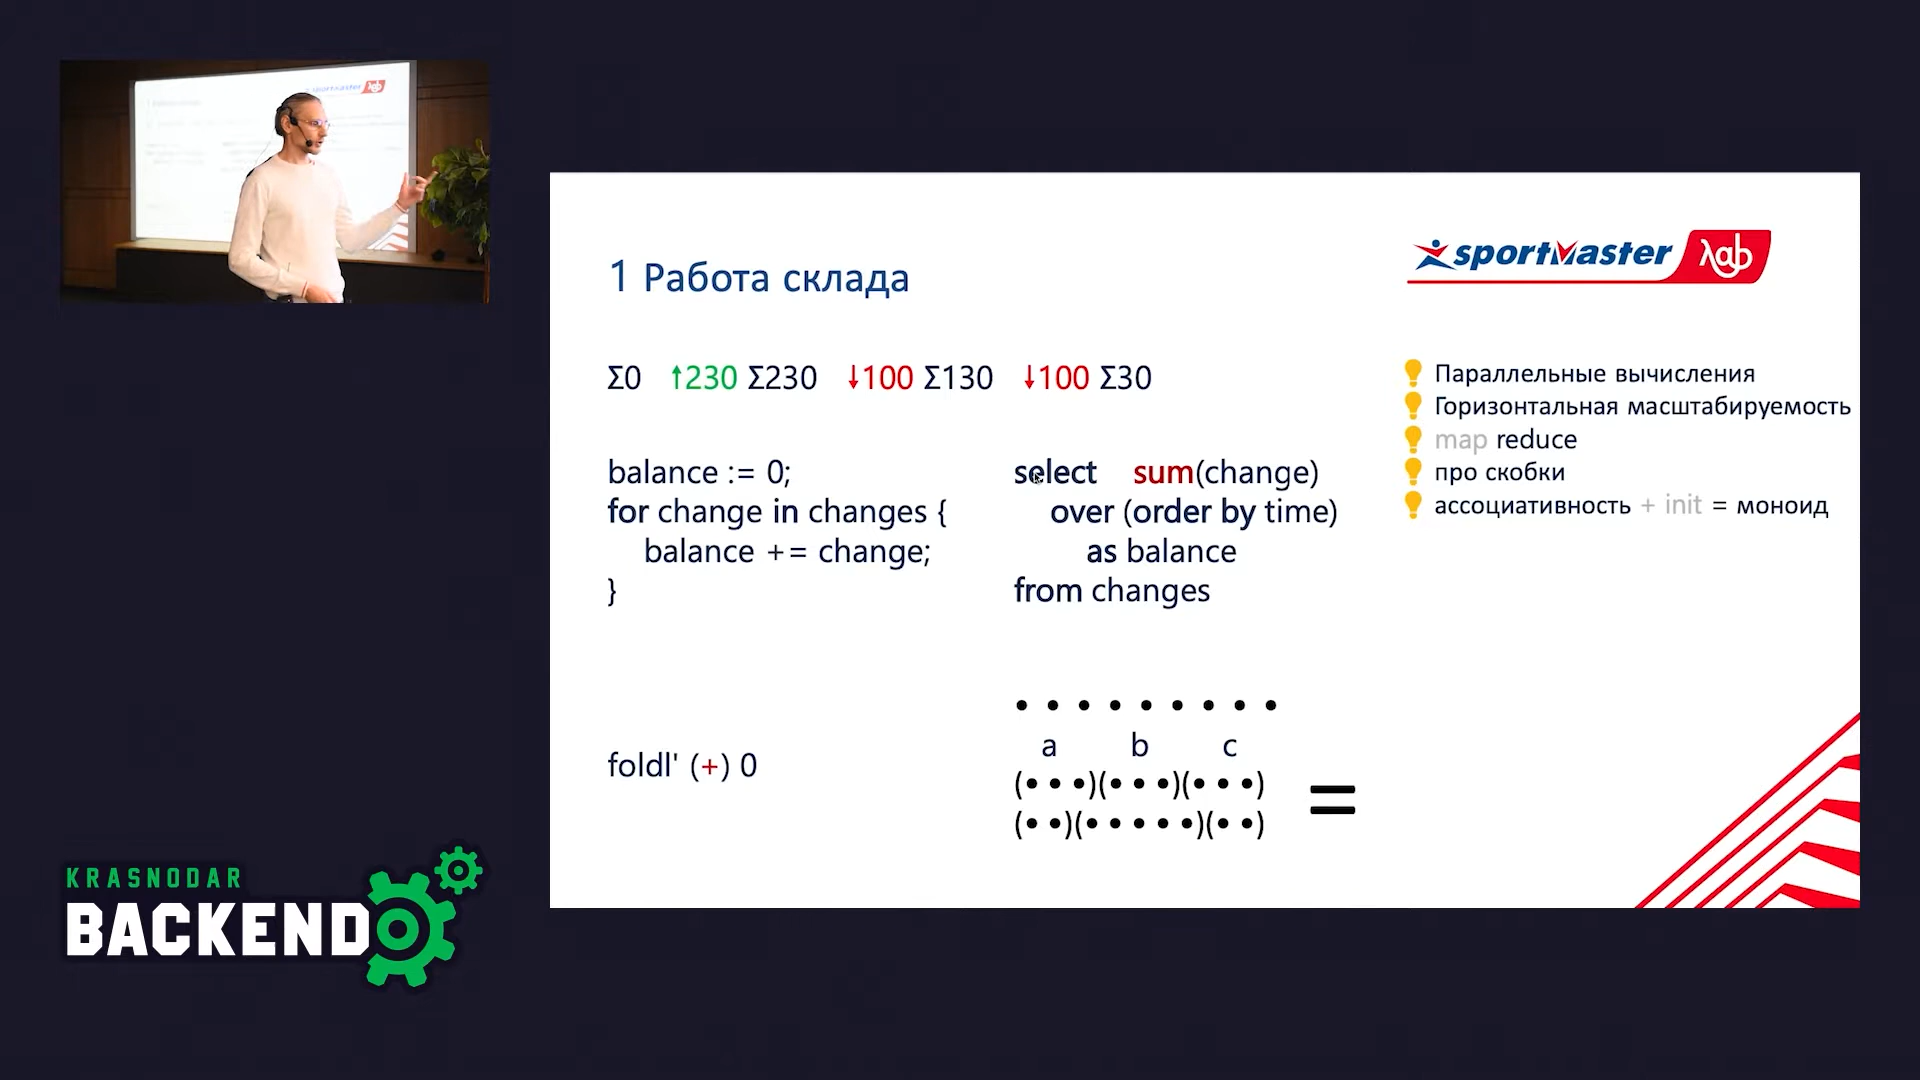 sportmaster
1 Работа склада
sportmaster λab
Σ0 ↑230 Σ230 ↓100 Σ130 ↓100 Σ30
balance := 0;
for change in changes {
balance += change;
}
select sum(change)
over (order by time)
as balance
from changes
Параллельные вычисления
Горизонтальная масштабируемость
map reduce
про скобки
ассоциативность + init = моноид
foldl' (+) 0
• • • • • • • • •
a b c
(• • •)(• • •)(• • •)
(• •)(• • • • •)(• •)
=
KRASNODAR
BACKEND